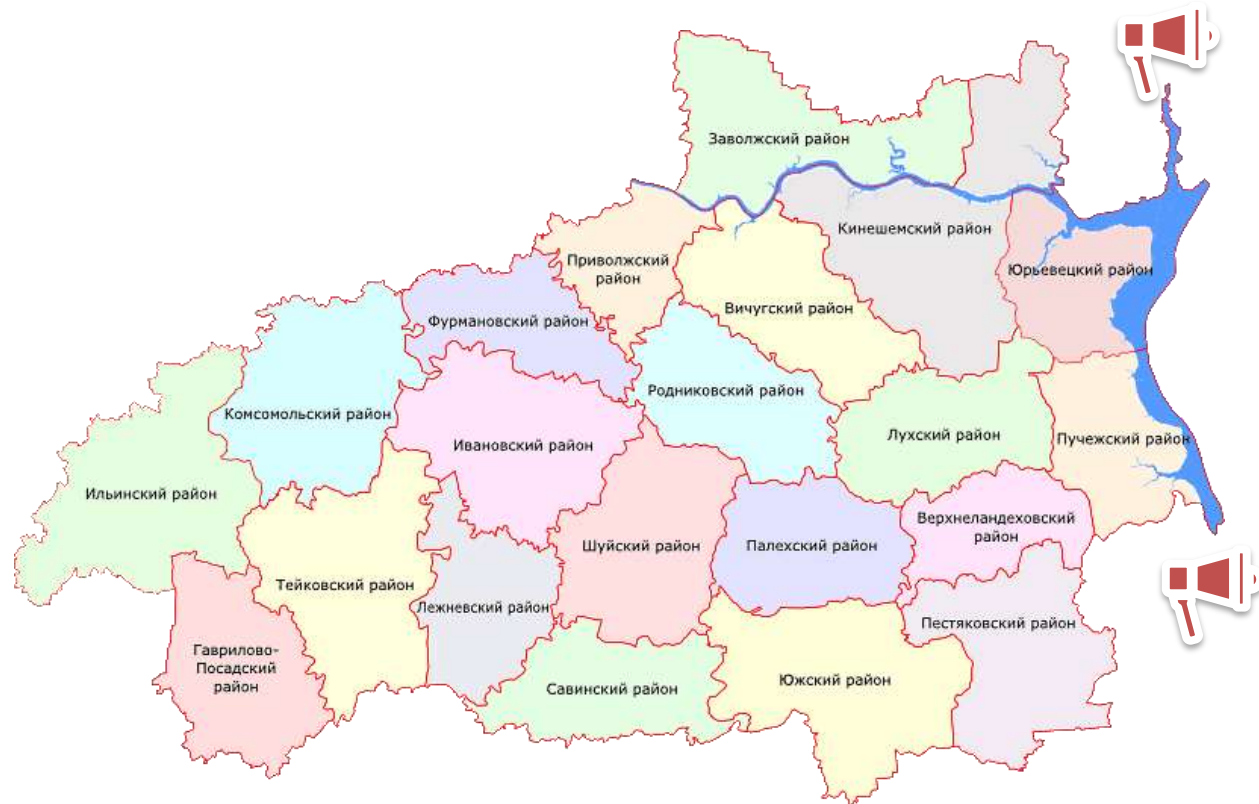 Заволжский район
Кинешемский район
Приволжский
район
Юрьевецкий район
Вичугский район
Фурмановский район
Родниковский район
Комсомольский район
Ивановский район
Лухский район
Пучежский район
Ильинский район
Верхнеландеховский
район
Шуйский район
Палехский район
Тейковский район
Лежневский район
Пестяковский район
Гаврилово-
Посадский
район
Савинский район
Южский район